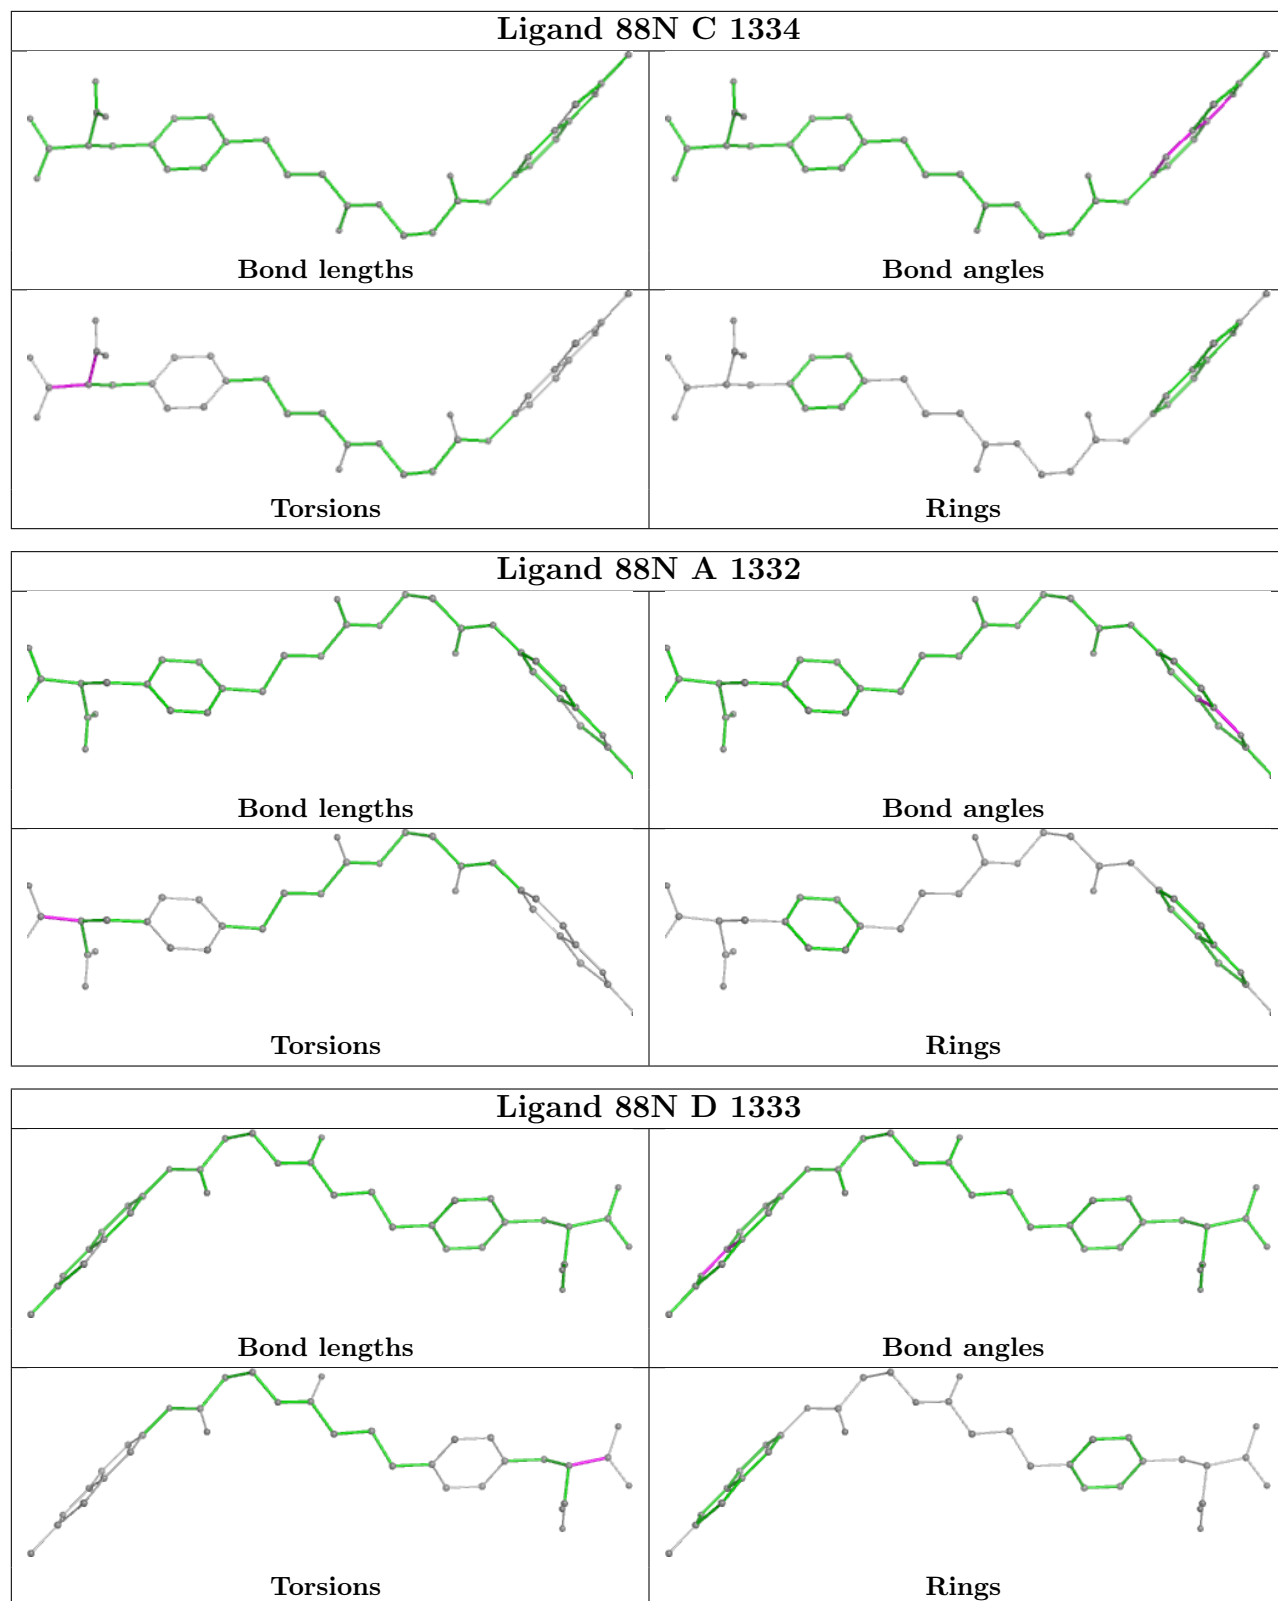 Ligand 88N C 1334
Bond lengths
Bond angles
Torsions
Rings
Ligand 88N A 1332
Bond lengths
Bond angles
Torsions
Rings
Ligand 88N D 1333
Bond lengths
Bond angles
Torsions
Rings